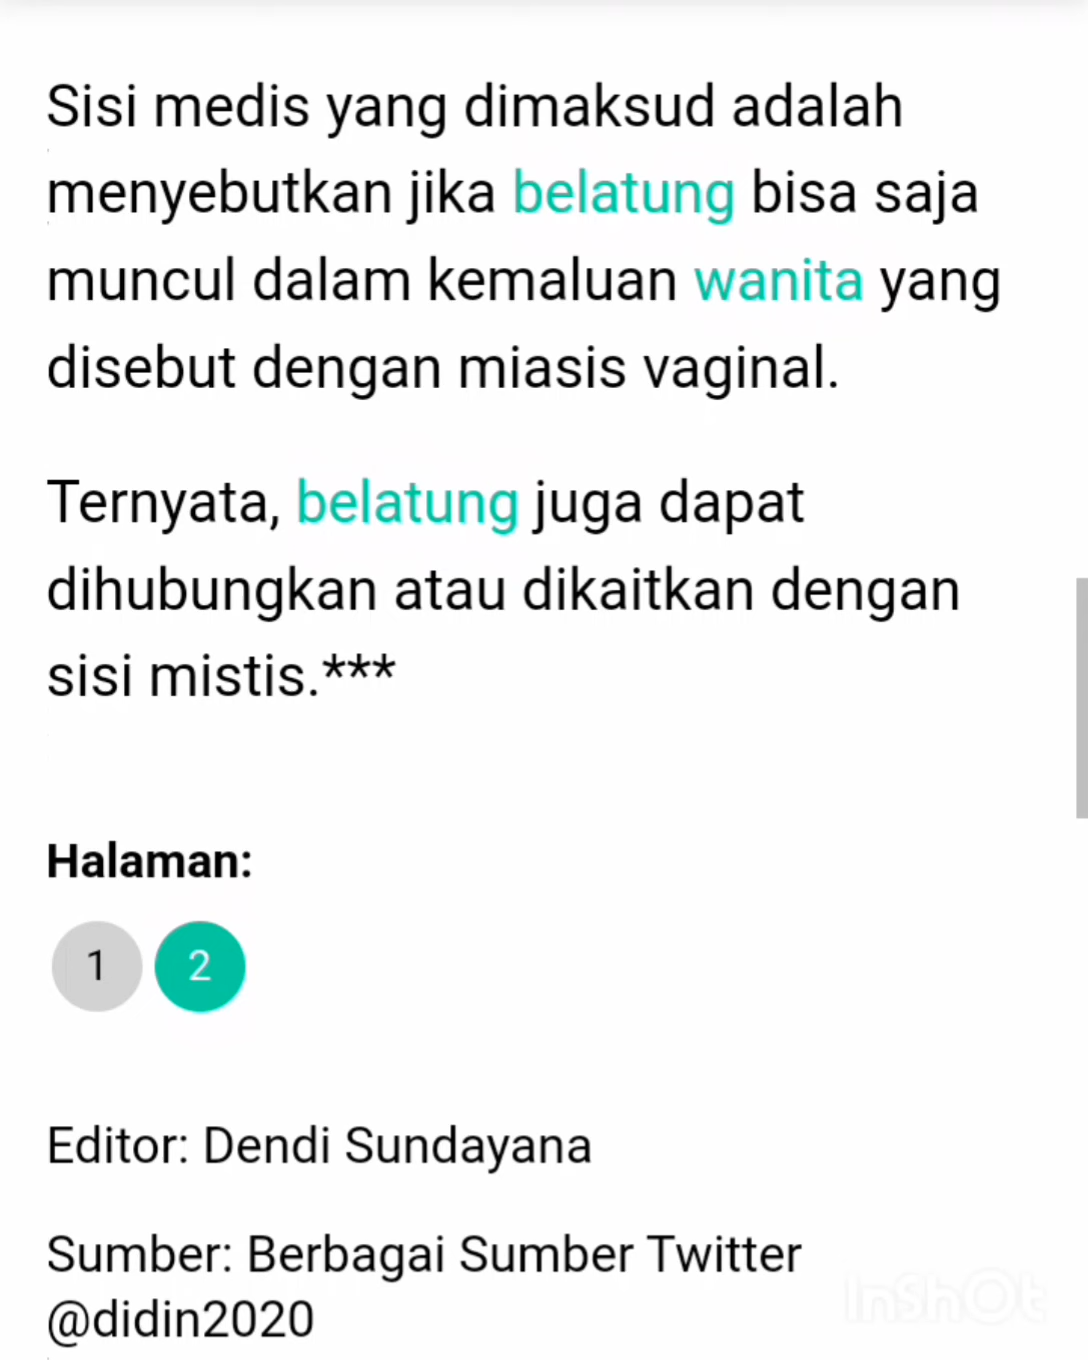 Sisi medis yang dimaksud adalah
menyebutkan jika belatung bisa saja
muncul dalam kemaluan wanita yang
disebut dengan miasis vaginal.
Ternyata, belatung juga dapat
dihubungkan atau dikaitkan dengan
sisi mistis.***
Halaman:
1 2
Editor: Dendi Sundayana
Sumber: Berbagai Sumber Twitter
@didin2020
InShOt